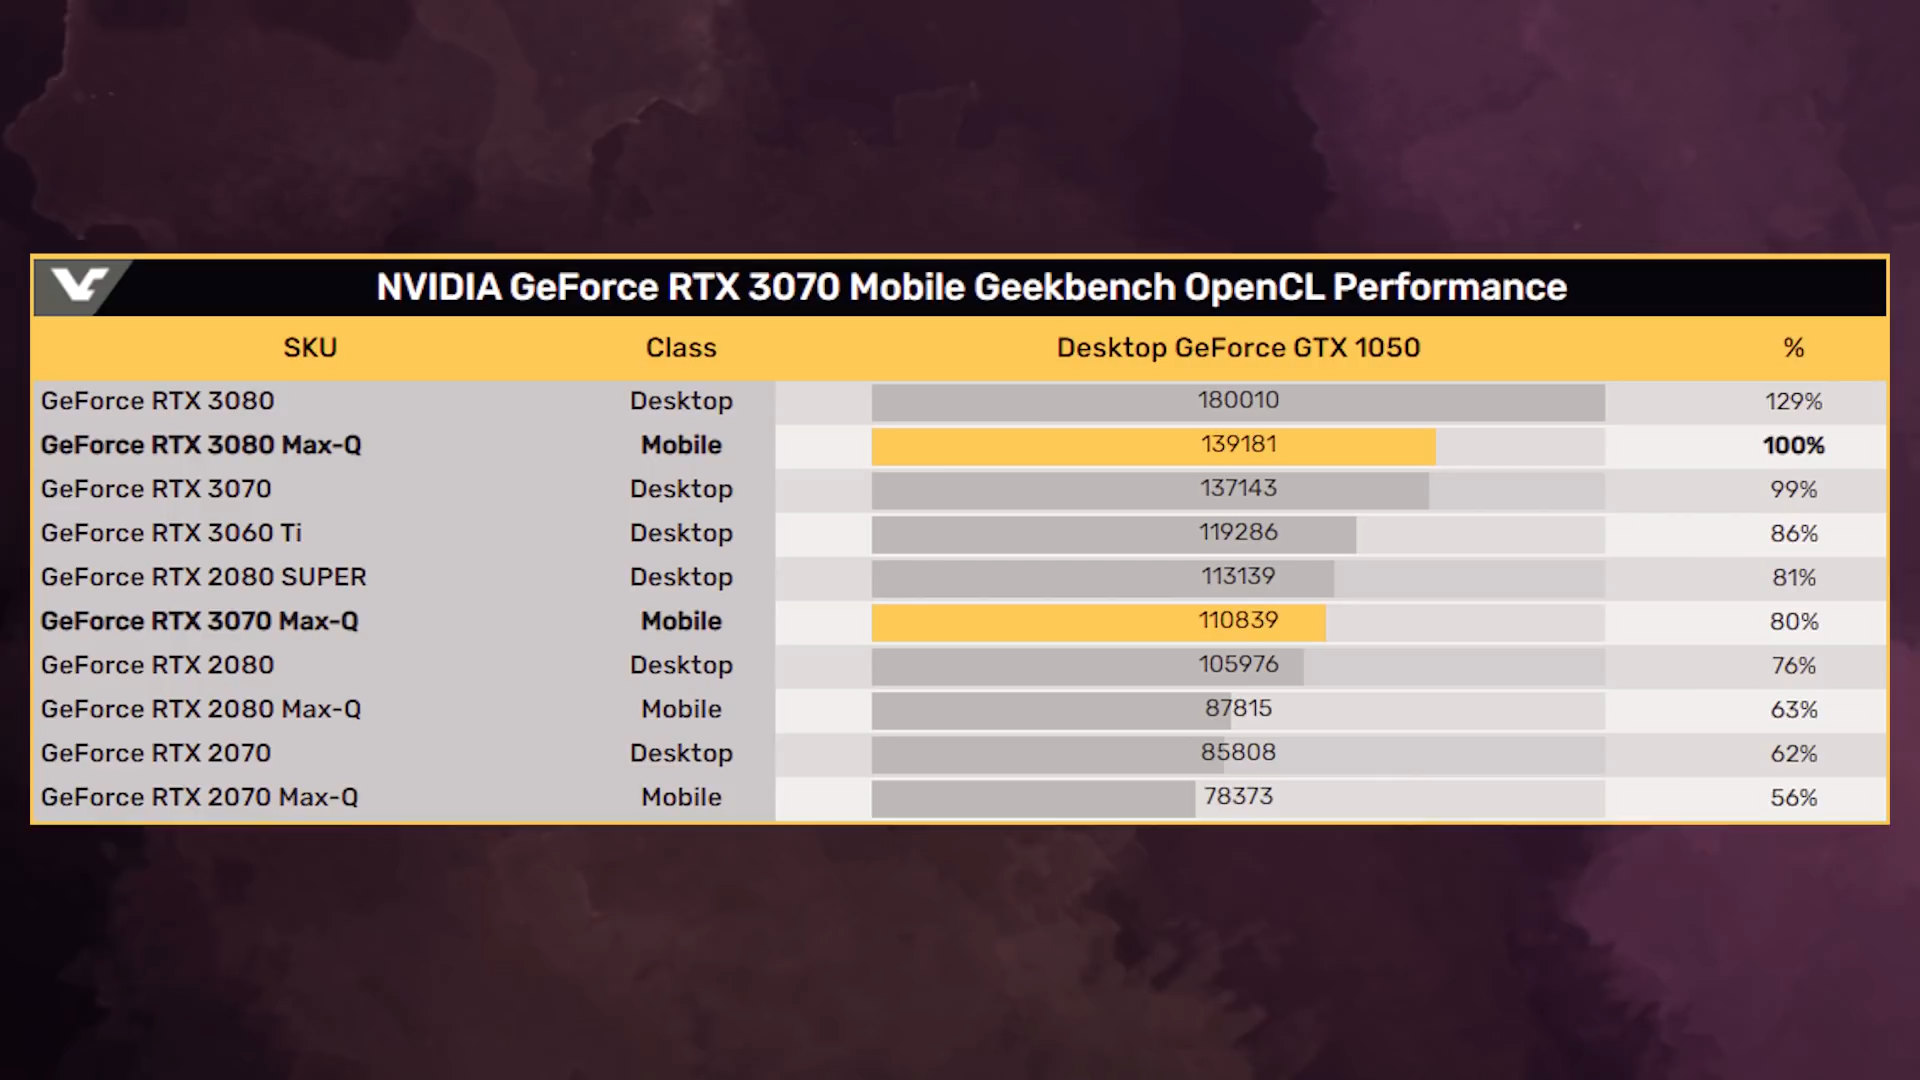 NVIDIA GeForce RTX 3070 Mobile Geekbench OpenCL Performance
SKU Class Desktop GeForce GTX 1050 %
GeForce RTX 3080 Desktop 180010 129%
GeForce RTX 3080 Max-Q Mobile 139181 100%
GeForce RTX 3070 Desktop 137143 99%
GeForce RTX 3060 Ti Desktop 119286 86%
GeForce RTX 2080 SUPER Desktop 113139 81%
GeForce RTX 3070 Max-Q Mobile 110839 80%
GeForce RTX 2080 Desktop 105976 76%
GeForce RTX 2080 Max-Q Mobile 87815 63%
GeForce RTX 2070 Desktop 85808 62%
GeForce RTX 2070 Max-Q Mobile 78373 56%